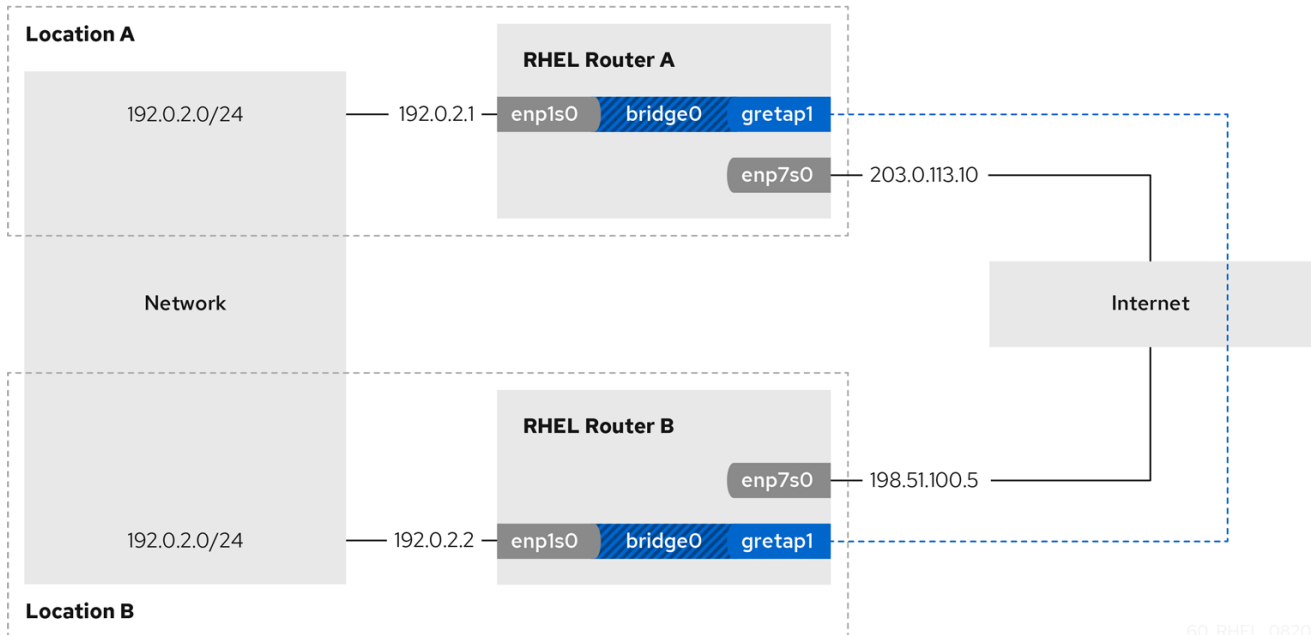 Location A
RHEL Router A
192.0.2.0/24
192.0.2.1
enp1s0
bridge0
gretap1
enp7s0
203.0.113.10
Network
Internet
RHEL Router B
enp7s0
198.51.100.5
192.0.2.0/24
192.0.2.2
enp1s0
bridge0
gretap1
Location B
60_RHEL_0820